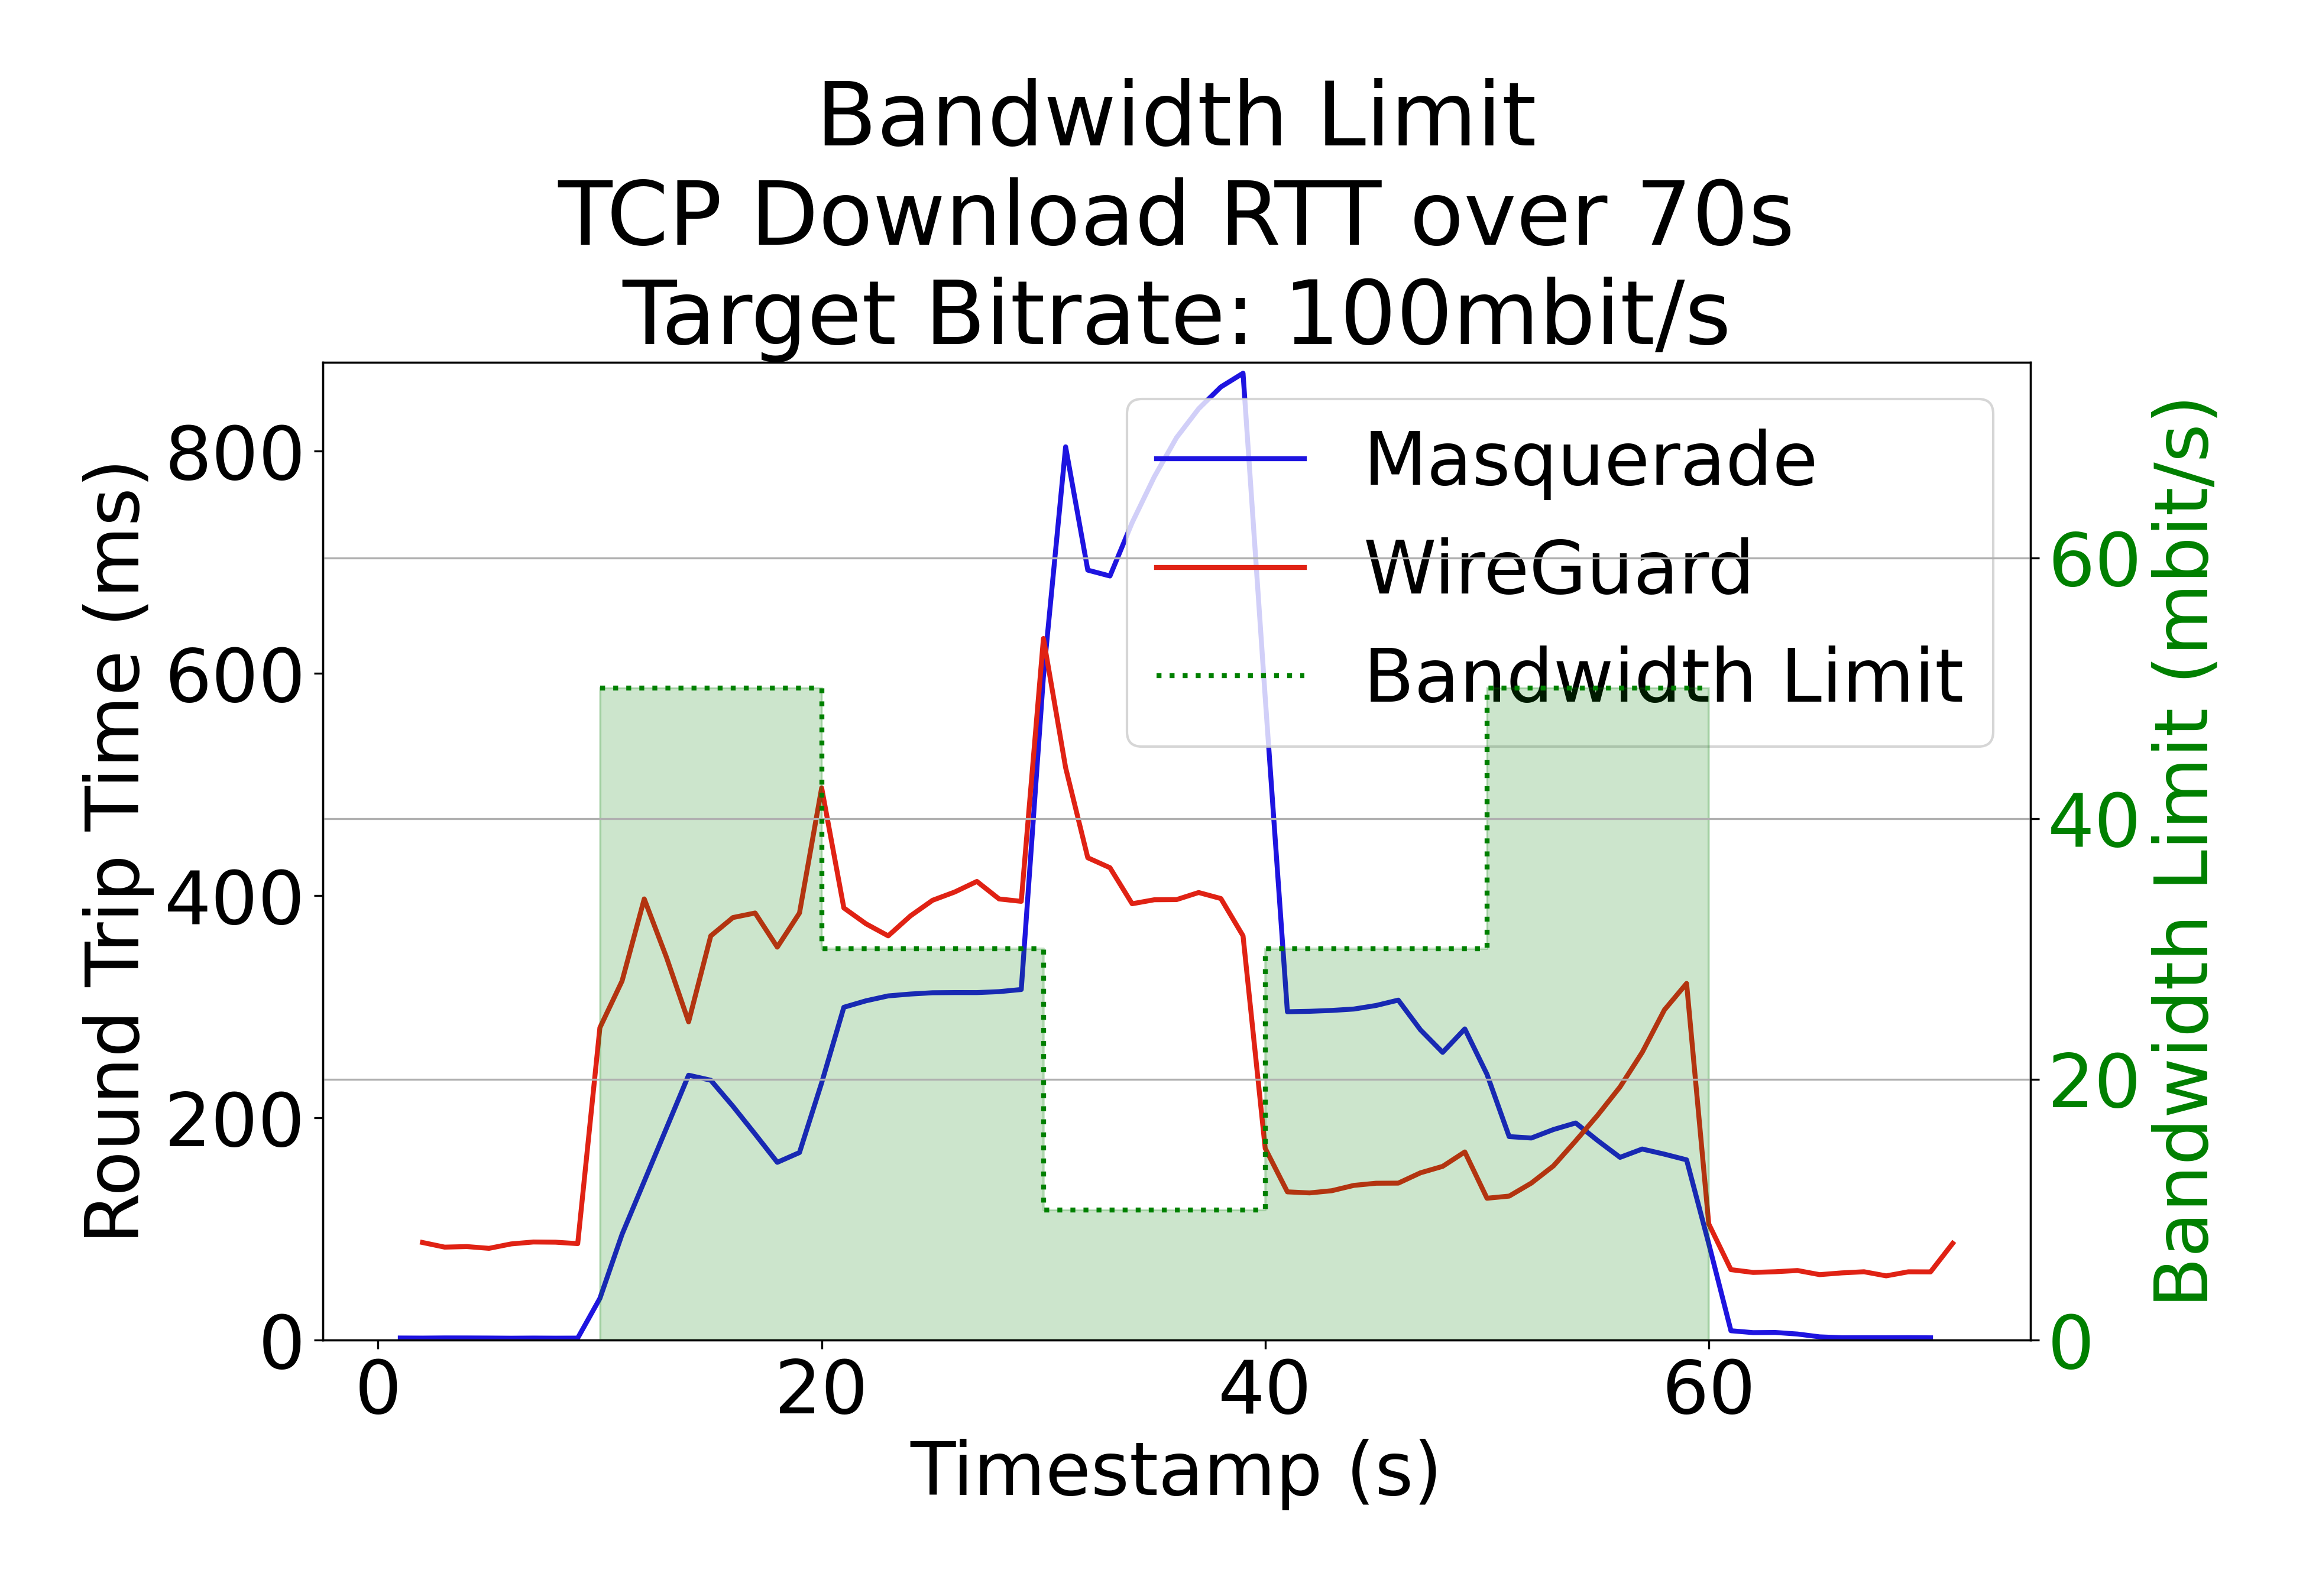 Bandwidth Limit
TCP Download RTT over 70s
Target Bitrate: 100mbit/s
Round Trip Time (ms)
800
600
400
200
0
Masquerade
WireGuard
Bandwidth Limit
60
40
20
0
Bandwidth Limit (mbit/s)
0
20
40
60
Timestamp (s)